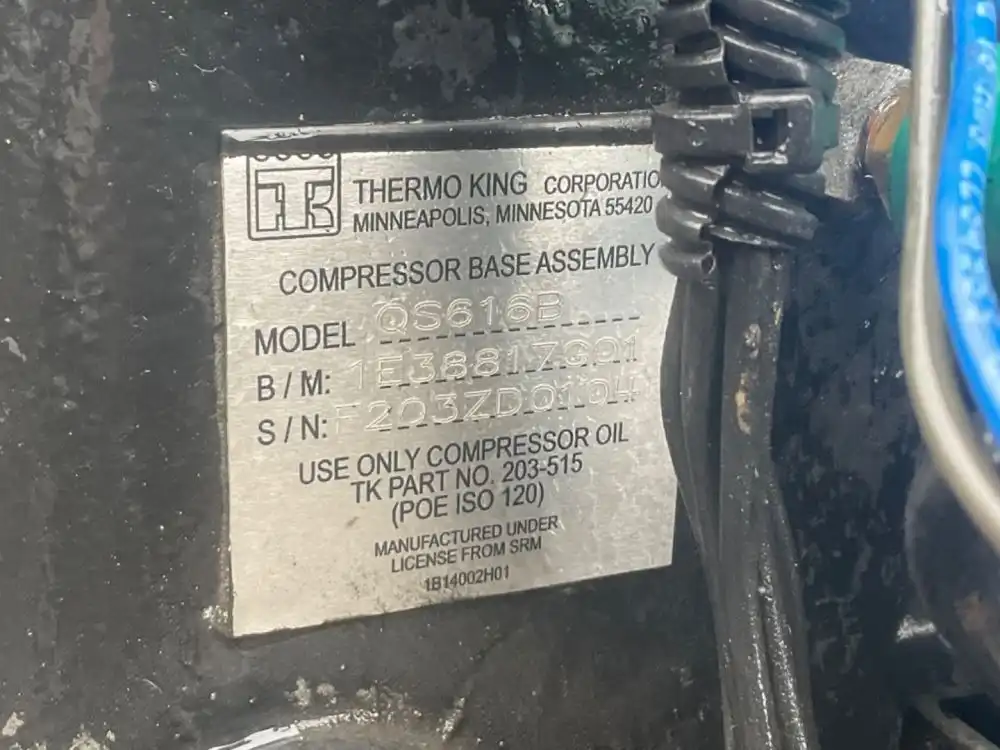 TK
THERMO KING CORPORATIO
MINNEAPOLIS, MINNESOTA 55420
COMPRESSOR BASE ASSEMBLY
MODEL QS616B
B / M: 1E38817G01
S / N: F203ZD0104
USE ONLY COMPRESSOR OIL
TK PART NO. 203-515
(POE ISO 120)
MANUFACTURED UNDER
LICENSE FROM SRM
1B14002H01